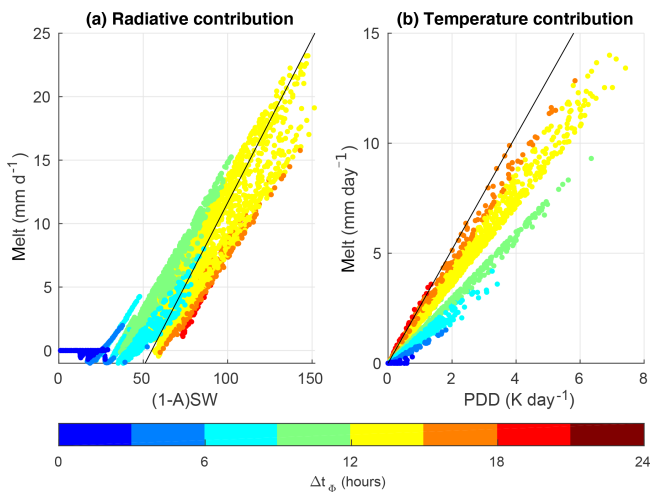 (a) Radiative contribution
25
20
15
10
5
0
Melt (mm d⁻¹)
0 50 100 150
(1-A)SW
(b) Temperature contribution
15
10
5
0
Melt (mm day⁻¹)
0 2 4 6 8
PDD (K day⁻¹)
0 6 12 18 24
Δt_Φ (hours)